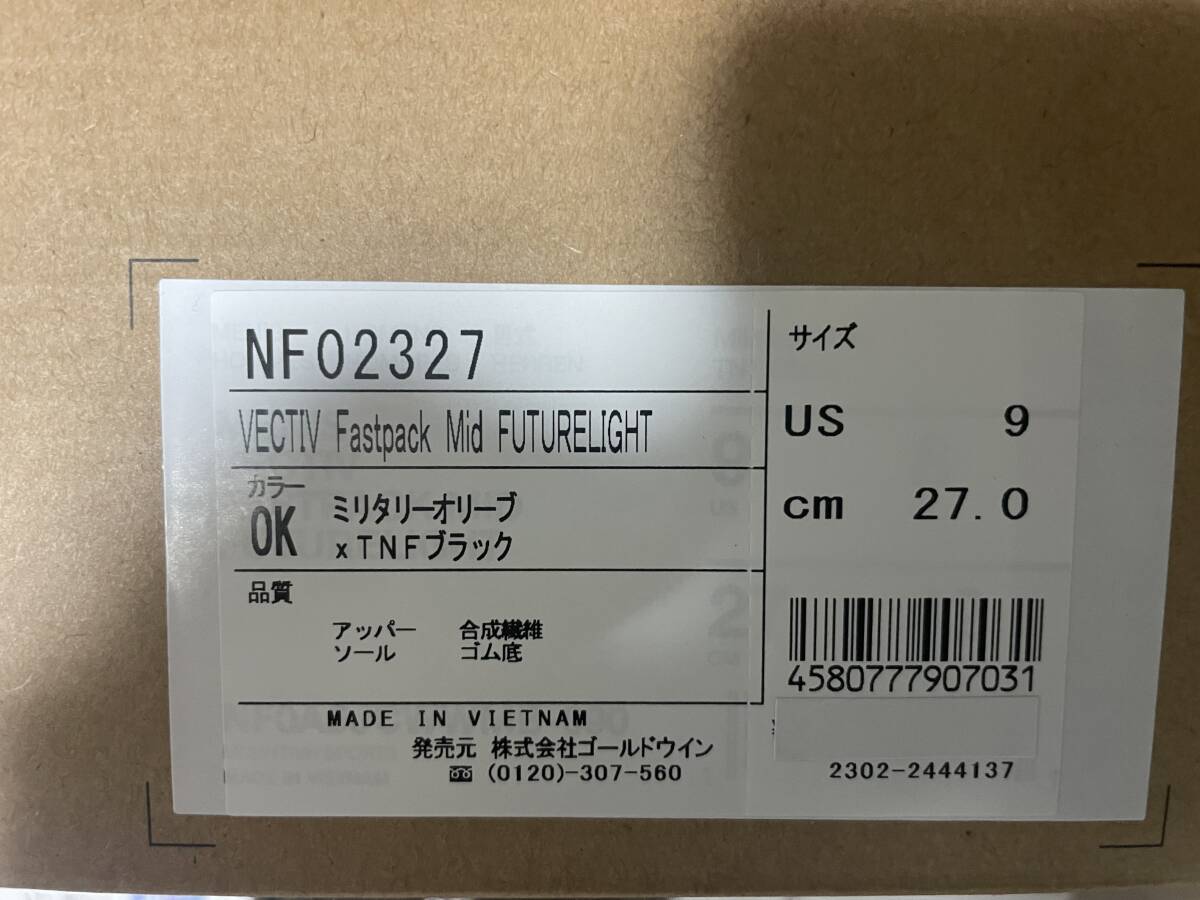 NF02327
VECTIV Fastpack Mid FUTURELIGHT
カラー
OK ミリタリーオリーブ
xTNFブラック
品質
アッパー 合成繊維
ソール ゴム底
MADE IN VIETNAM
発売元 株式会社ゴールドウイン
(0120)-307-560
サイズ
US 9
cm 27.0
4580777907031
2302-2444137